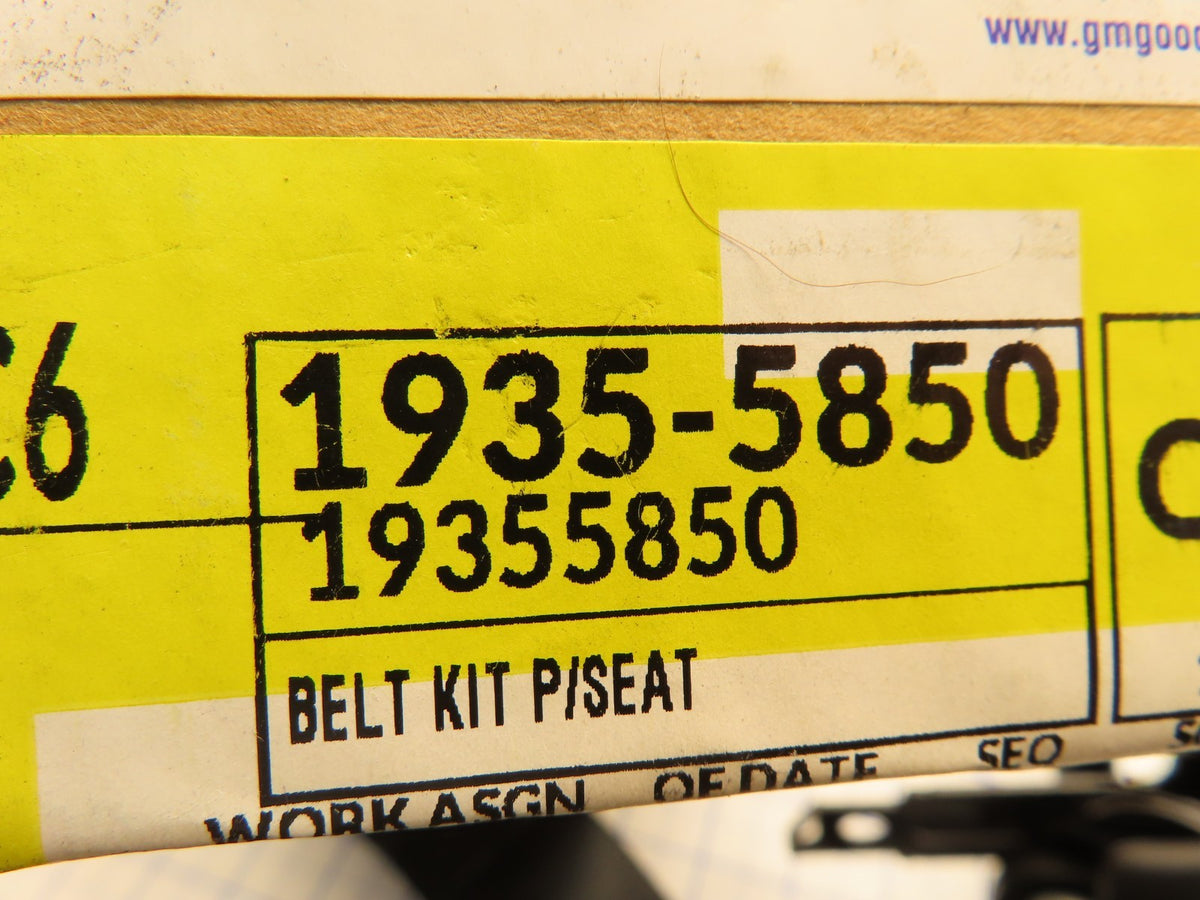 www.gmgood
C6
1935-5850
19355850
BELT KIT P/SEAT
WORK ASGN OF DATE SEQ